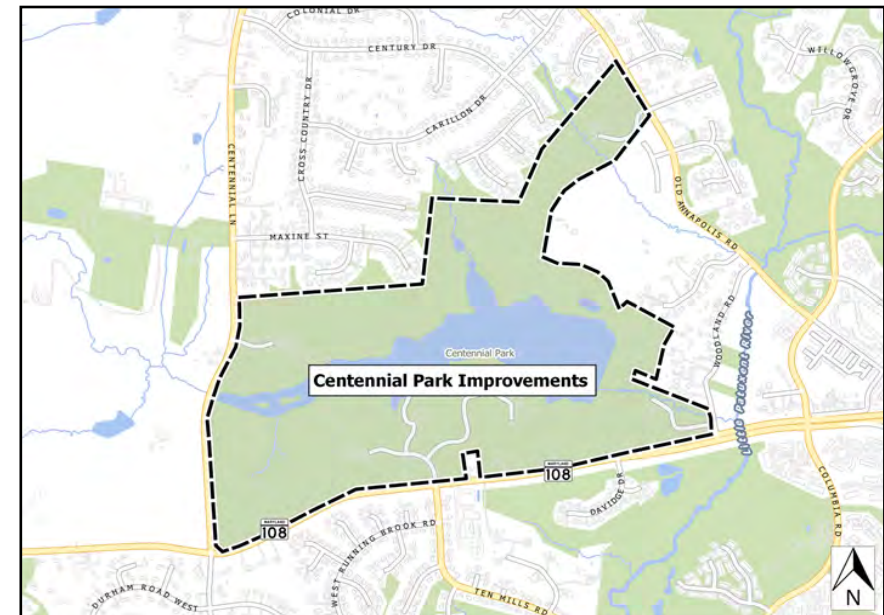 COLONIAL DR
CENTURY DR
WILLOWGROVE DR
CROSS COUNTRY DR
CARILLON DR
CENTENNIAL LN
OLD ANNAPOLIS RD
MAXINE ST
WOODLAND RD
Little Patuxent River
Centennial Park
Centennial Park Improvements
MARYLAND
108
DAVIDGE DR
COLUMBIA RD
MARYLAND
108
WEST RUNNING BROOK RD
DURHAM ROAD WEST
TEN MILLS RD
N